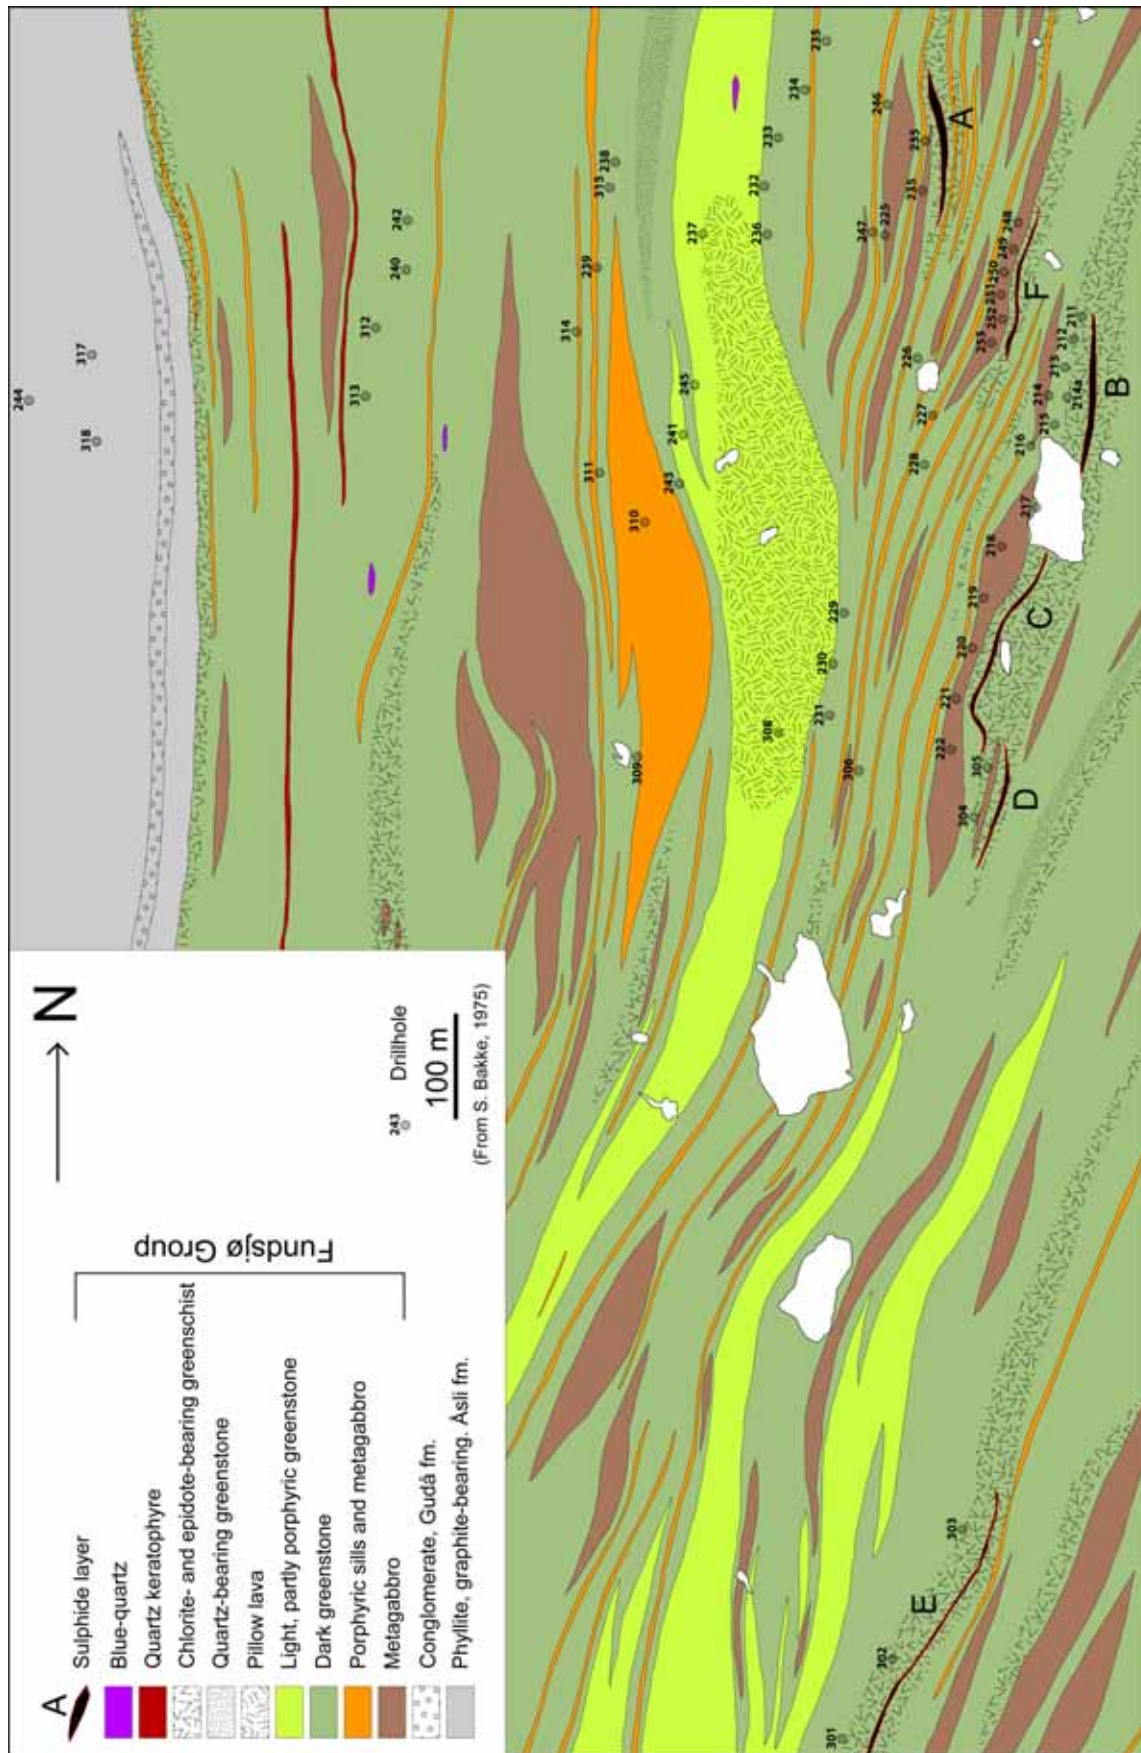 A Sulphide layer
Blue-quartz
Quartz keratophyre
Chlorite- and epidote-bearing greenschist
Quartz-bearing greenstone
Pillow lava
Light, partly porphyric greenstone
Dark greenstone
Porphyric sills and metagabbro
Metagabbro
Conglomerate, Gudå fm.
Phyllite, graphite-bearing. Åsli fm.
Fundsjø Group
N
243 Drillhole
100 m
(From S. Bakke, 1975)
244
317
318
242
240
312
313
238
315
239
314
311
310
309
237
245
241
243
308
235
234
233
232
236
229
230
231
306
246
235
235
247
225
226
227
228
A
248
249
250
251
252
253
F
211
212
213
214
214a
215
216
B
217
218
219
220
221
222
C
305
304
D
303
302
301
E